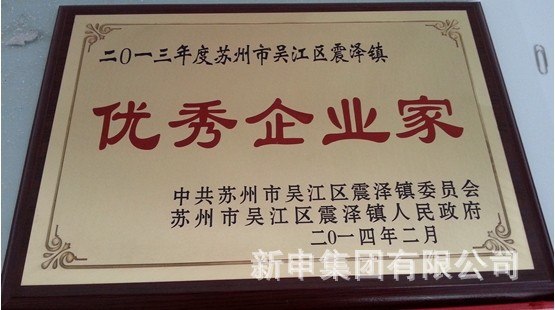 二〇一三年度苏州市吴江区震泽镇
优秀企业家
中共苏州市吴江区震泽镇委员会
苏州市吴江区震泽镇人民政府
二〇一四年二月
新申集团有限公司